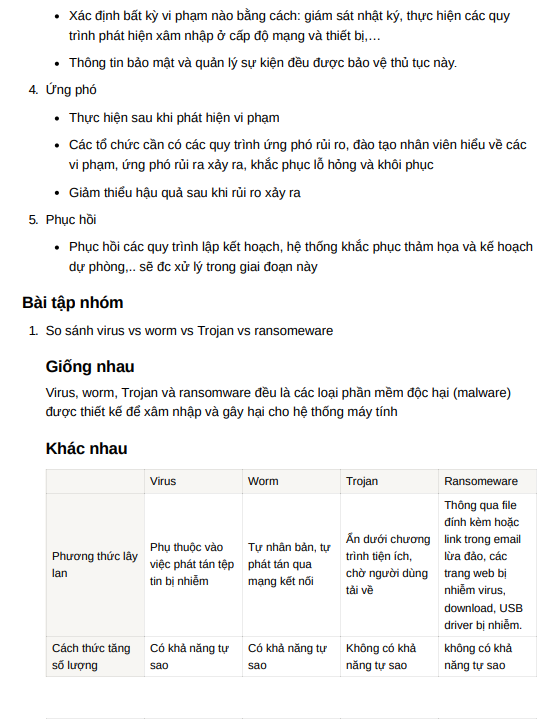 • Xác định bất kỳ vi phạm nào bằng cách: giám sát nhật ký, thực hiện các quy
trình phát hiện xâm nhập ở cấp độ mạng và thiết bị,…
• Thông tin bảo mật và quản lý sự kiện đều được bảo vệ thủ tục này.
4. Ứng phó
• Thực hiện sau khi phát hiện vi phạm
• Các tổ chức cần có các quy trình ứng phó rủi ro, đào tạo nhân viên hiểu về các
vi phạm, ứng phó rủi ra xảy ra, khắc phục lỗ hỏng và khôi phục
• Giảm thiểu hậu quả sau khi rủi ro xảy ra
5. Phục hồi
• Phục hồi các quy trình lập kết hoạch, hệ thống khắc phục thảm họa và kế hoạch
dự phòng,.. sẽ đc xử lý trong giai đoạn này
Bài tập nhóm
1. So sánh virus vs worm vs Trojan vs ransomeware
Giống nhau
Virus, worm, Trojan và ransomware đều là các loại phần mềm độc hại (malware)
được thiết kế để xâm nhập và gây hại cho hệ thống máy tính
Khác nhau
Virus Worm Trojan Ransomeware
Phương thức lây
lan
Phụ thuộc vào
việc phát tán tệp
tin bị nhiễm
Tự nhân bản, tự
phát tán qua
mạng kết nối
Ẩn dưới chương
trình tiện ích,
chờ người dùng
tải về
Thông qua file
đính kèm hoặc
link trong email
lừa đảo, các
trang web bị
nhiễm virus,
download, USB
driver bị nhiễm.
Cách thức tăng
số lượng
Có khả năng tự
sao
Có khả năng tự
sao
Không có khả
năng tự sao
không có khả
năng tự sao